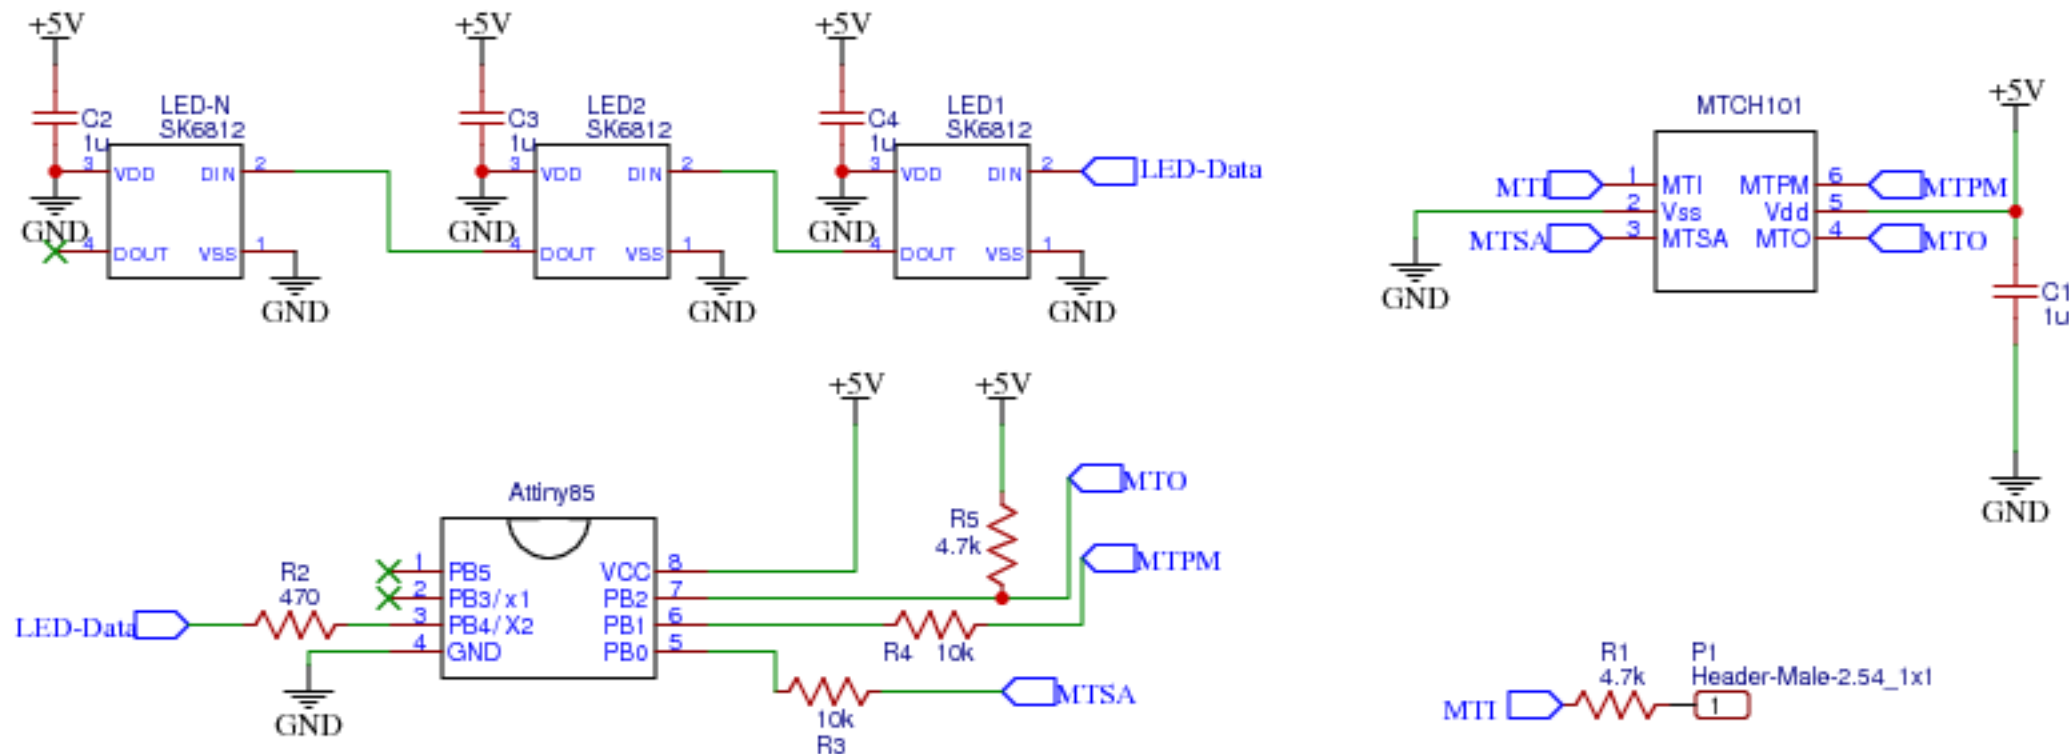 +5V
+5V
+5V
+5V
C2
1u
LED-N
SK6812
3
VDD
DIN
2
GND
4
DOUT
VSS
1
GND
C3
1u
LED2
SK6812
3
VDD
DIN
2
GND
4
DOUT
VSS
1
GND
C4
1u
LED1
SK6812
3
VDD
DIN
2
LED-Data
GND
4
DOUT
VSS
1
GND
MTCH101
MTI
1
MTI
MTPM
6
MTPM
2
Vss
Vdd
5
MTSA
3
MTSA
MTO
4
MTO
GND
C1
1u
GND
+5V
+5V
Attiny85
R5
4.7k
MTO
MTPM
1
PB5
VCC
8
2
PB3/x1
PB2
7
3
PB4/X2
PB1
6
4
GND
PB0
5
R2
470
LED-Data
GND
R4
10k
10k
R3
MTSA
MTI
R1
4.7k
P1
Header-Male-2.54_1x1
1